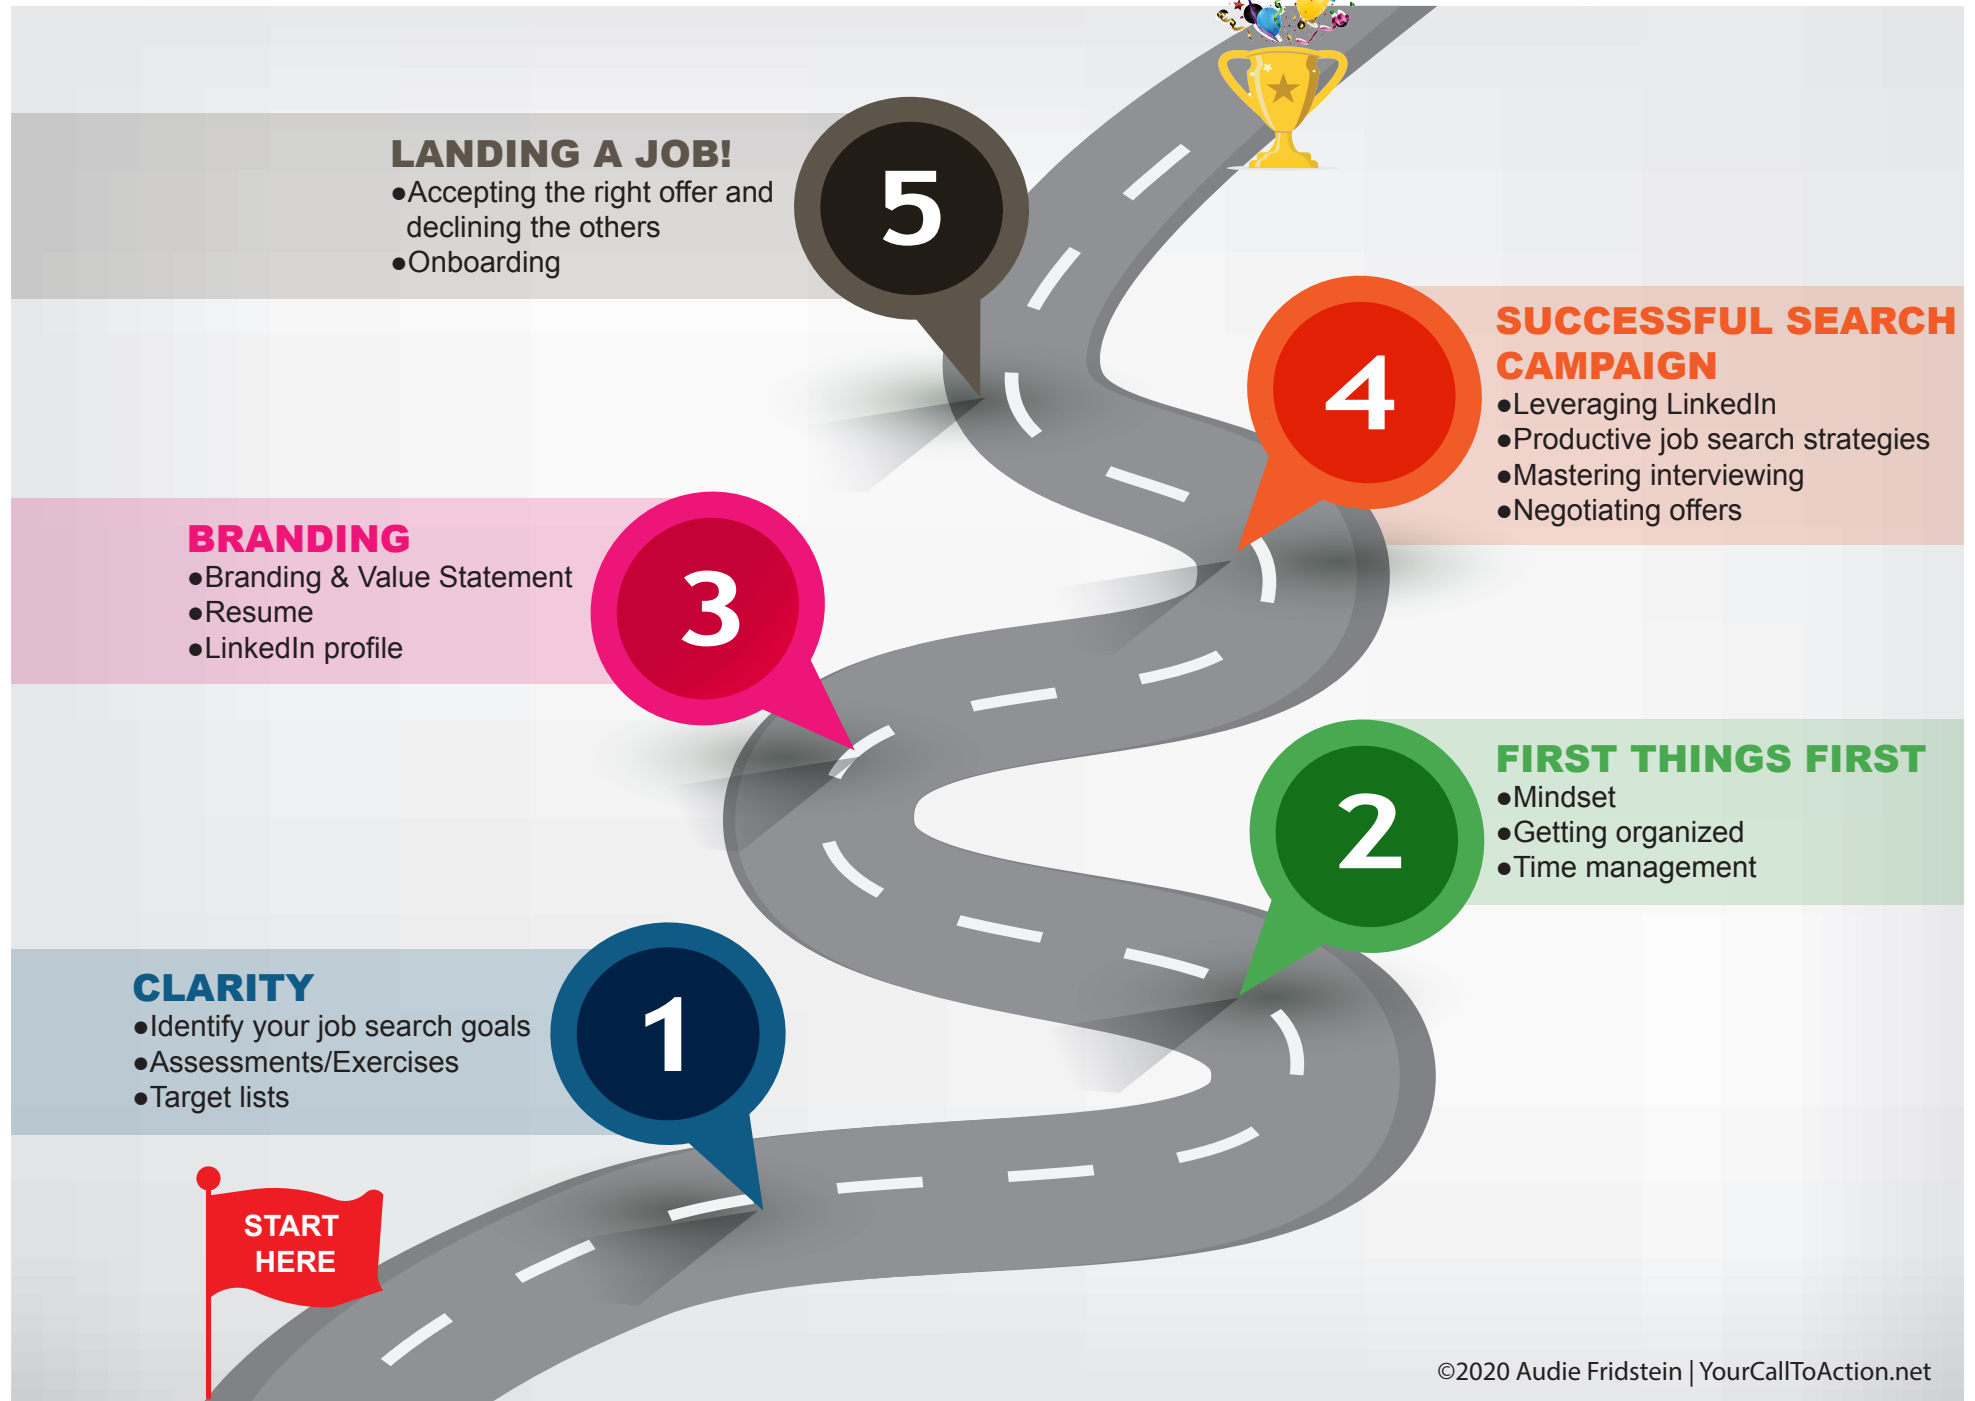 LANDING A JOB!
●Accepting the right offer and
declining the others
●Onboarding
5
SUCCESSFUL SEARCH
CAMPAIGN
●Leveraging LinkedIn
●Productive job search strategies
●Mastering interviewing
●Negotiating offers
4
BRANDING
●Branding & Value Statement
●Resume
●LinkedIn profile
3
FIRST THINGS FIRST
●Mindset
●Getting organized
●Time management
2
CLARITY
●Identify your job search goals
●Assessments/Exercises
●Target lists
1
START
HERE
©2020 Audie Fridstein | YourCallToAction.net